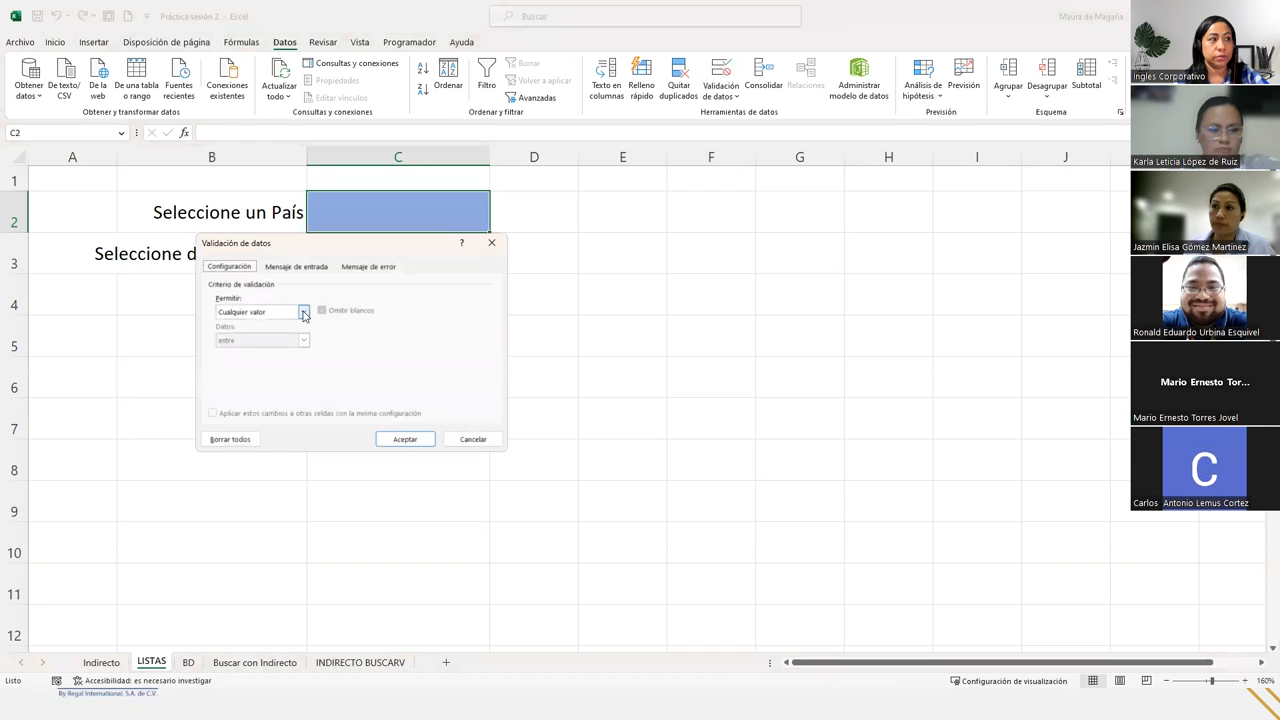 Práctica sesión 2 - Excel
Buscar
Maura de Magaña
Archivo Inicio Insertar Disposición de página Fórmulas Datos Revisar Vista Programador Ayuda
Obtener datos
De texto/CSV
De la web
De una tabla o rango
Fuentes recientes
Conexiones existentes
Obtener y transformar datos
Actualizar todo
Consultas y conexiones
Propiedades
Editar vínculos
Consultas y conexiones
Ordenar
Filtro
Borrar
Volver a aplicar
Avanzadas
Ordenar y filtrar
Texto en columnas
Relleno rápido
Quitar duplicados
Validación de datos
Consolidar
Relaciones
Administrar modelo de datos
Herramientas de datos
Análisis de hipótesis
Previsión
Previsión
Agrupar
Desagrupar
Subtotal
Esquema
C2
fx
A B C D E F G H I J
1
2 Seleccione un País
3 Seleccione d
4
5
6
7
8
9
10
11
12
Validación de datos
?
Configuración Mensaje de entrada Mensaje de error
Criterio de validación
Permitir:
Cualquier valor
Omitir blancos
Datos:
entre
Aplicar estos cambios a otras celdas con la misma configuración
Borrar todos Aceptar Cancelar
Ingles Corporativo
Karla Leticia López de Ruiz
Jazmin Elisa Gómez Martínez
Ronald Eduardo Urbina Esquivel
Mario Ernesto Tor...
Mario Ernesto Torres Jovel
C
Carlos Antonio Lemus Cortez
Indirecto LISTAS BD Buscar con Indirecto INDIRECTO BUSCARV
Listo
Accesibilidad: es necesario investigar
Configuración de visualización
160%
By Regal International, S.A. de C.V.